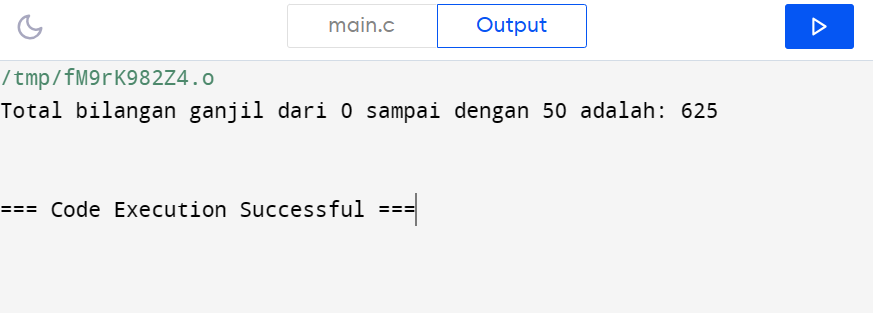 main.c Output
/tmp/fM9rK982Z4.o
Total bilangan ganjil dari 0 sampai dengan 50 adalah: 625
=== Code Execution Successful ===